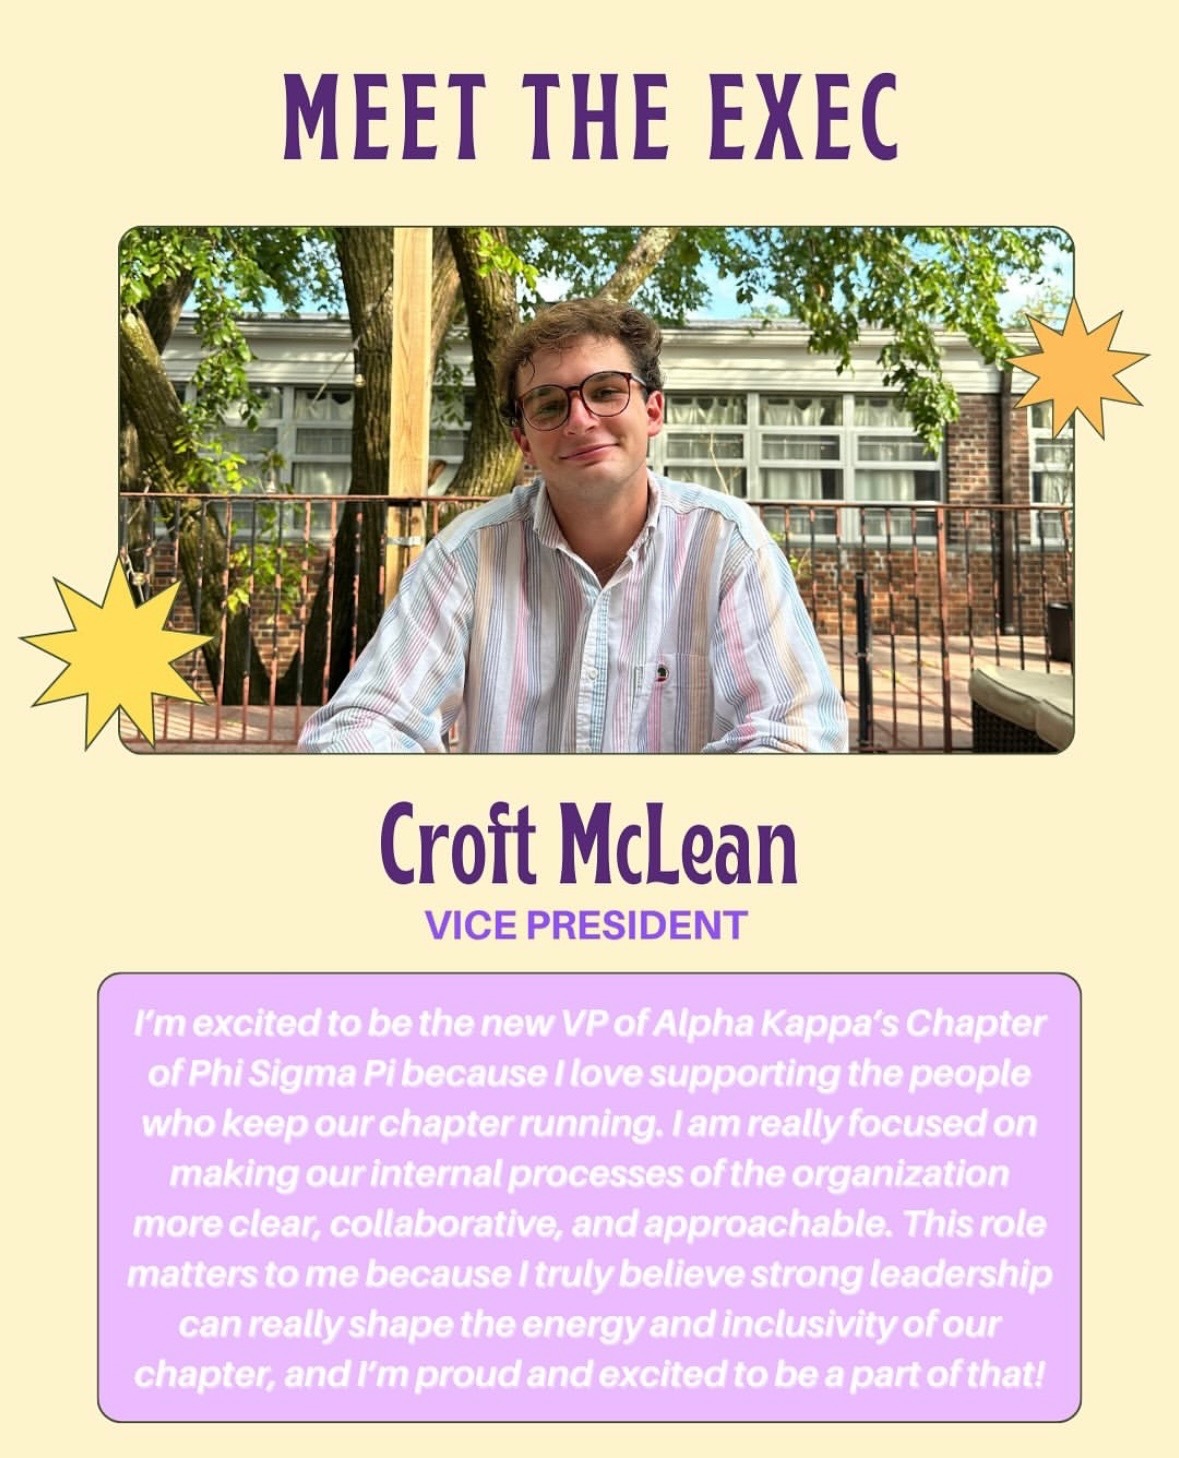 MEET THE EXEC
Croft McLean
VICE PRESIDENT
I'm excited to be the new VP of Alpha Kappa's Chapter
of Phi Sigma Pi because I love supporting the people
who keep our chapter running. I am really focused on
making our internal processes of the organization
more clear, collaborative, and approachable. This role
matters to me because I truly believe strong leadership
can really shape the energy and inclusivity of our
chapter, and I'm proud and excited to be a part of that!